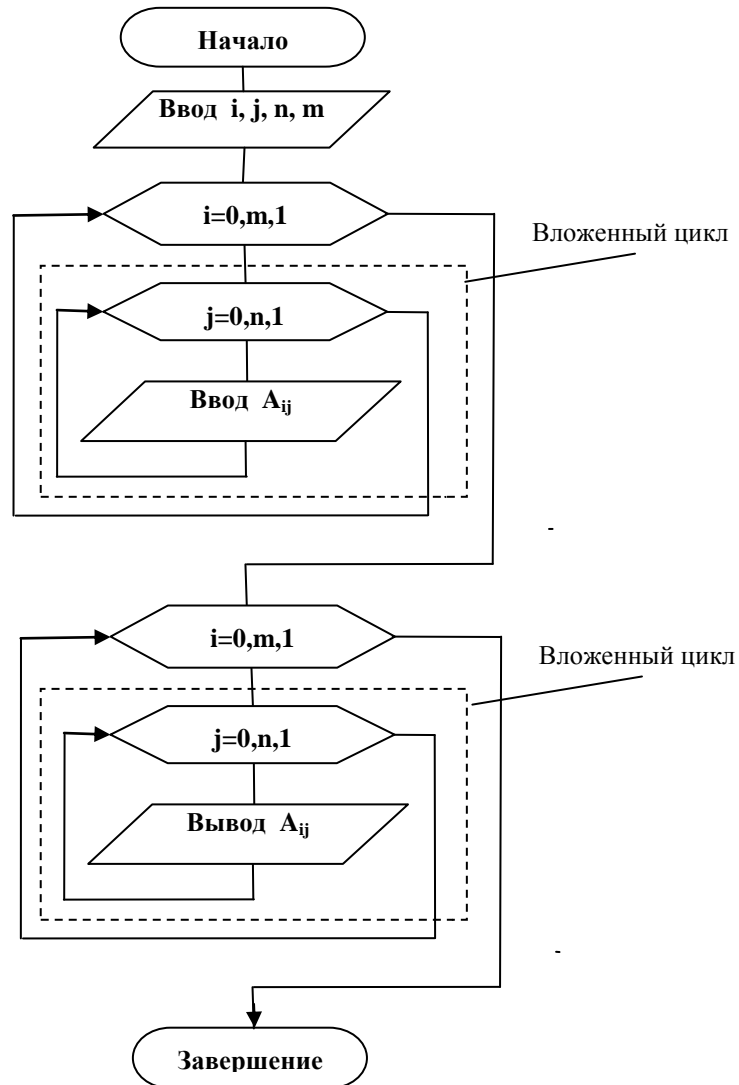 Начало
Ввод i, j, n, m
i=0,m,1
Вложенный цикл
j=0,n,1
Ввод Aij
-
i=0,m,1
Вложенный цикл
j=0,n,1
Вывод Aij
-
Завершение